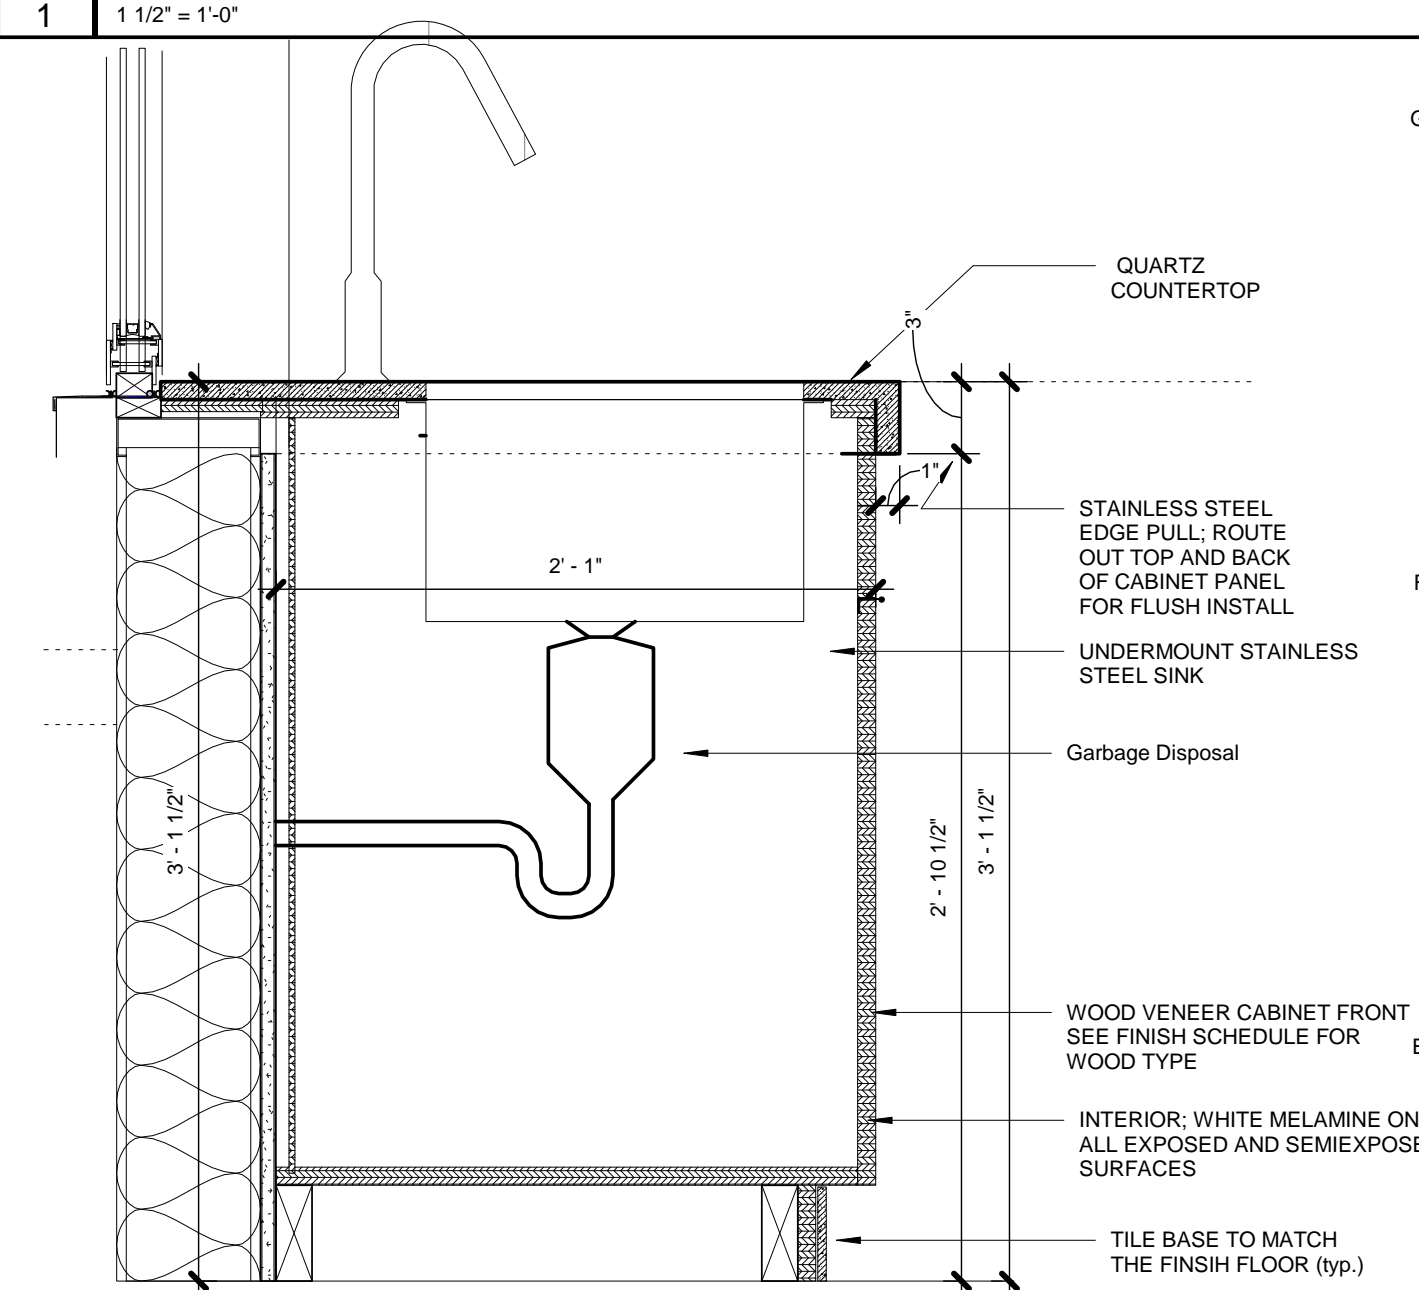 1
1 1/2" = 1'-0"
G
QUARTZ
COUNTERTOP
3"
1"
STAINLESS STEEL
EDGE PULL; ROUTE
OUT TOP AND BACK
OF CABINET PANEL
FOR FLUSH INSTALL
2' - 1"
F
UNDERMOUNT STAINLESS
STEEL SINK
Garbage Disposal
3' - 1 1/2"
2' - 10 1/2"
3' - 1 1/2"
WOOD VENEER CABINET FRONT
SEE FINISH SCHEDULE FOR
WOOD TYPE
E
INTERIOR; WHITE MELAMINE ON
ALL EXPOSED AND SEMIEXPOSE
SURFACES
TILE BASE TO MATCH
THE FINSIH FLOOR (typ.)